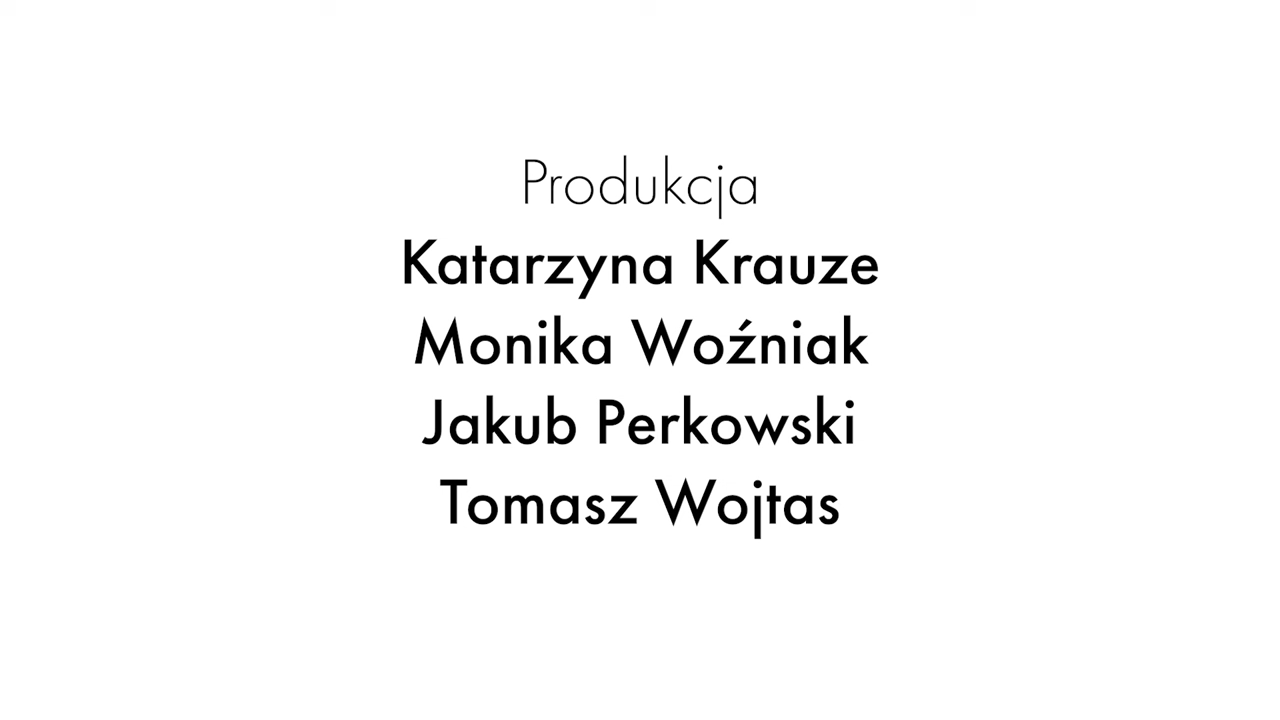 Produkcja
Katarzyna Krauze
Monika Woźniak
Jakub Perkowski
Tomasz Wojtas